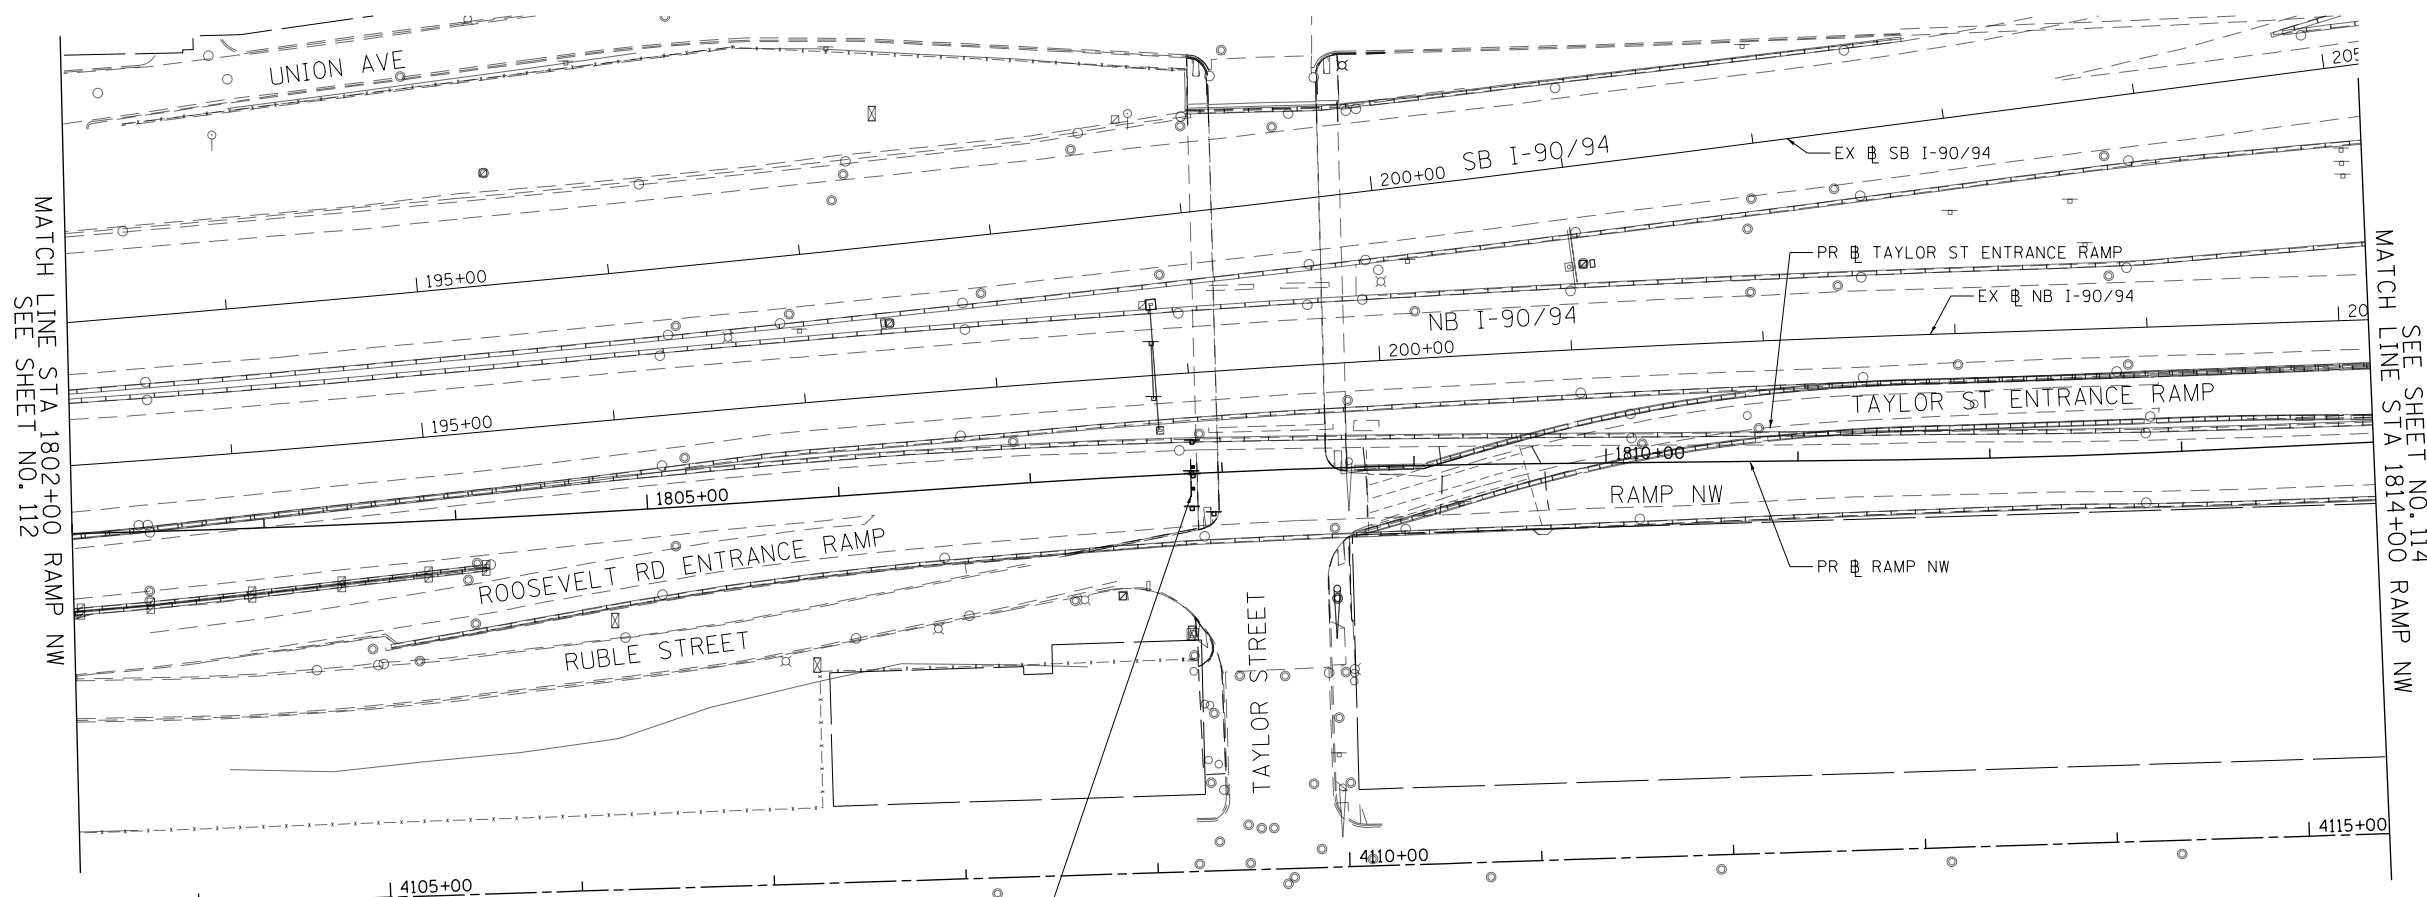 UNION AVE
205
SB I-90/94
EX BL SB I-90/94
200+00
195+00
PR BL TAYLOR ST ENTRANCE RAMP
EX BL NB I-90/94
20
NB I-90/94
200+00
195+00
TAYLOR ST ENTRANCE RAMP
1810+00
1805+00
RAMP NW
PR BL RAMP NW
ROOSEVELT RD ENTRANCE RAMP
RUBLE STREET
TAYLOR STREET
4115+00
4110+00
4105+00
MATCH LINE STA 1802+00 RAMP NW
SEE SHEET NO. 112
SEE SHEET NO. 114
MATCH LINE STA 1814+00 RAMP NW